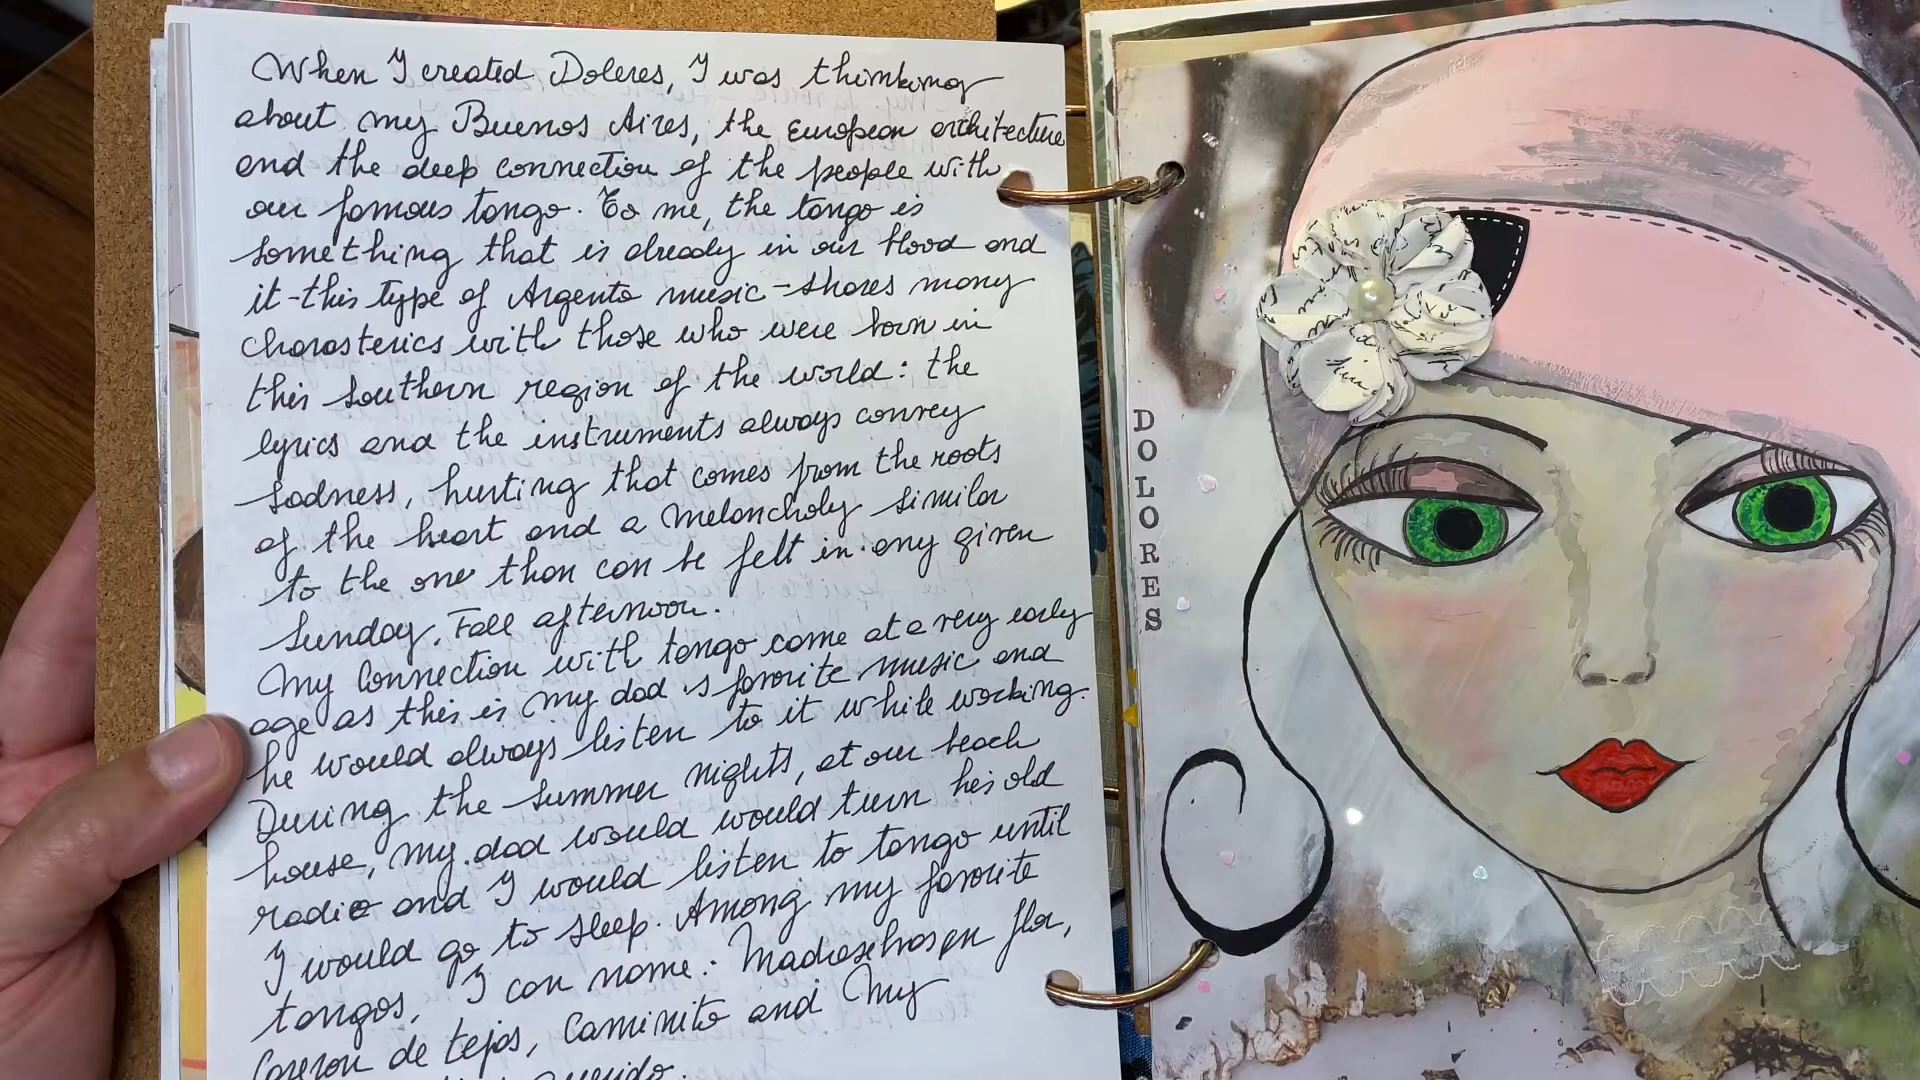 When I created Dolores, I was thinking
about my Buenos Aires, the European architecture
and the deep connection of the people with
our famous tango. To me, the tango is
something that is already in our blood and
it-this type of Argento music-shares many
charasterics with those who were born in
this southern region of the world: the
lyrics and the instruments always convey
sadness, hurting that comes from the roots
of the heart and a melancholy similar
to the one than can be felt in any given
Sunday, Fall afternoon.
My connection with tango come at a very early
age as this is my dad's favorite music and
he would always listen to it while working.
During the summer nights, at our beach
house, my dad would would turn his old
radio and I would listen to tango until
I would go to sleep. Among my favorite
tangos, I can name: Madreselvas en flor,
Caseron de tejas, Caminito and My
querido.
DOLORES